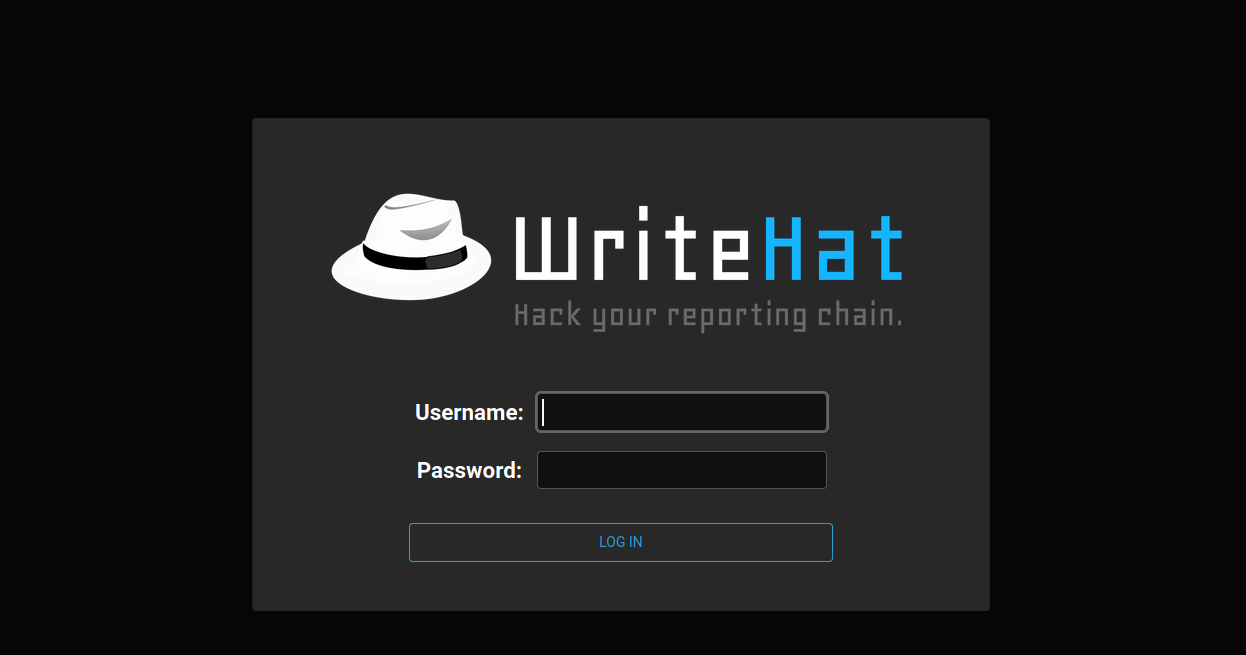 WriteHat
Hack your reporting chain.
Username:
Password:
LOG IN